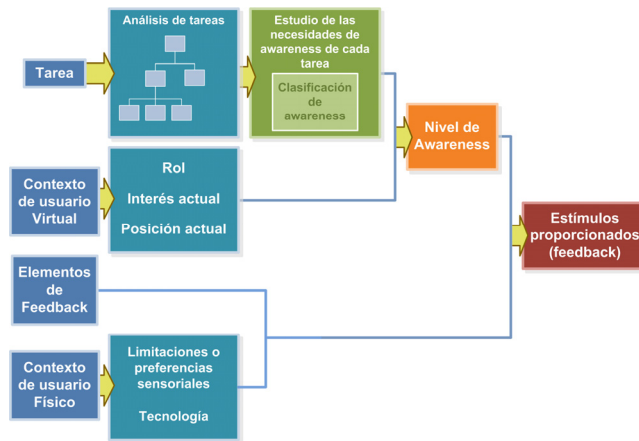 Tarea
Análisis de tareas
Estudio de las
necesidades de
awareness de cada
tarea
Clasificación
de
awareness
Nivel de
Awareness
Contexto
de usuario
Virtual
Rol
Interés actual
Posición actual
Estímulos
proporcionados
(feedback)
Elementos
de
Feedback
Contexto
de usuario
Físico
Limitaciones o
preferencias
sensoriales
Tecnología